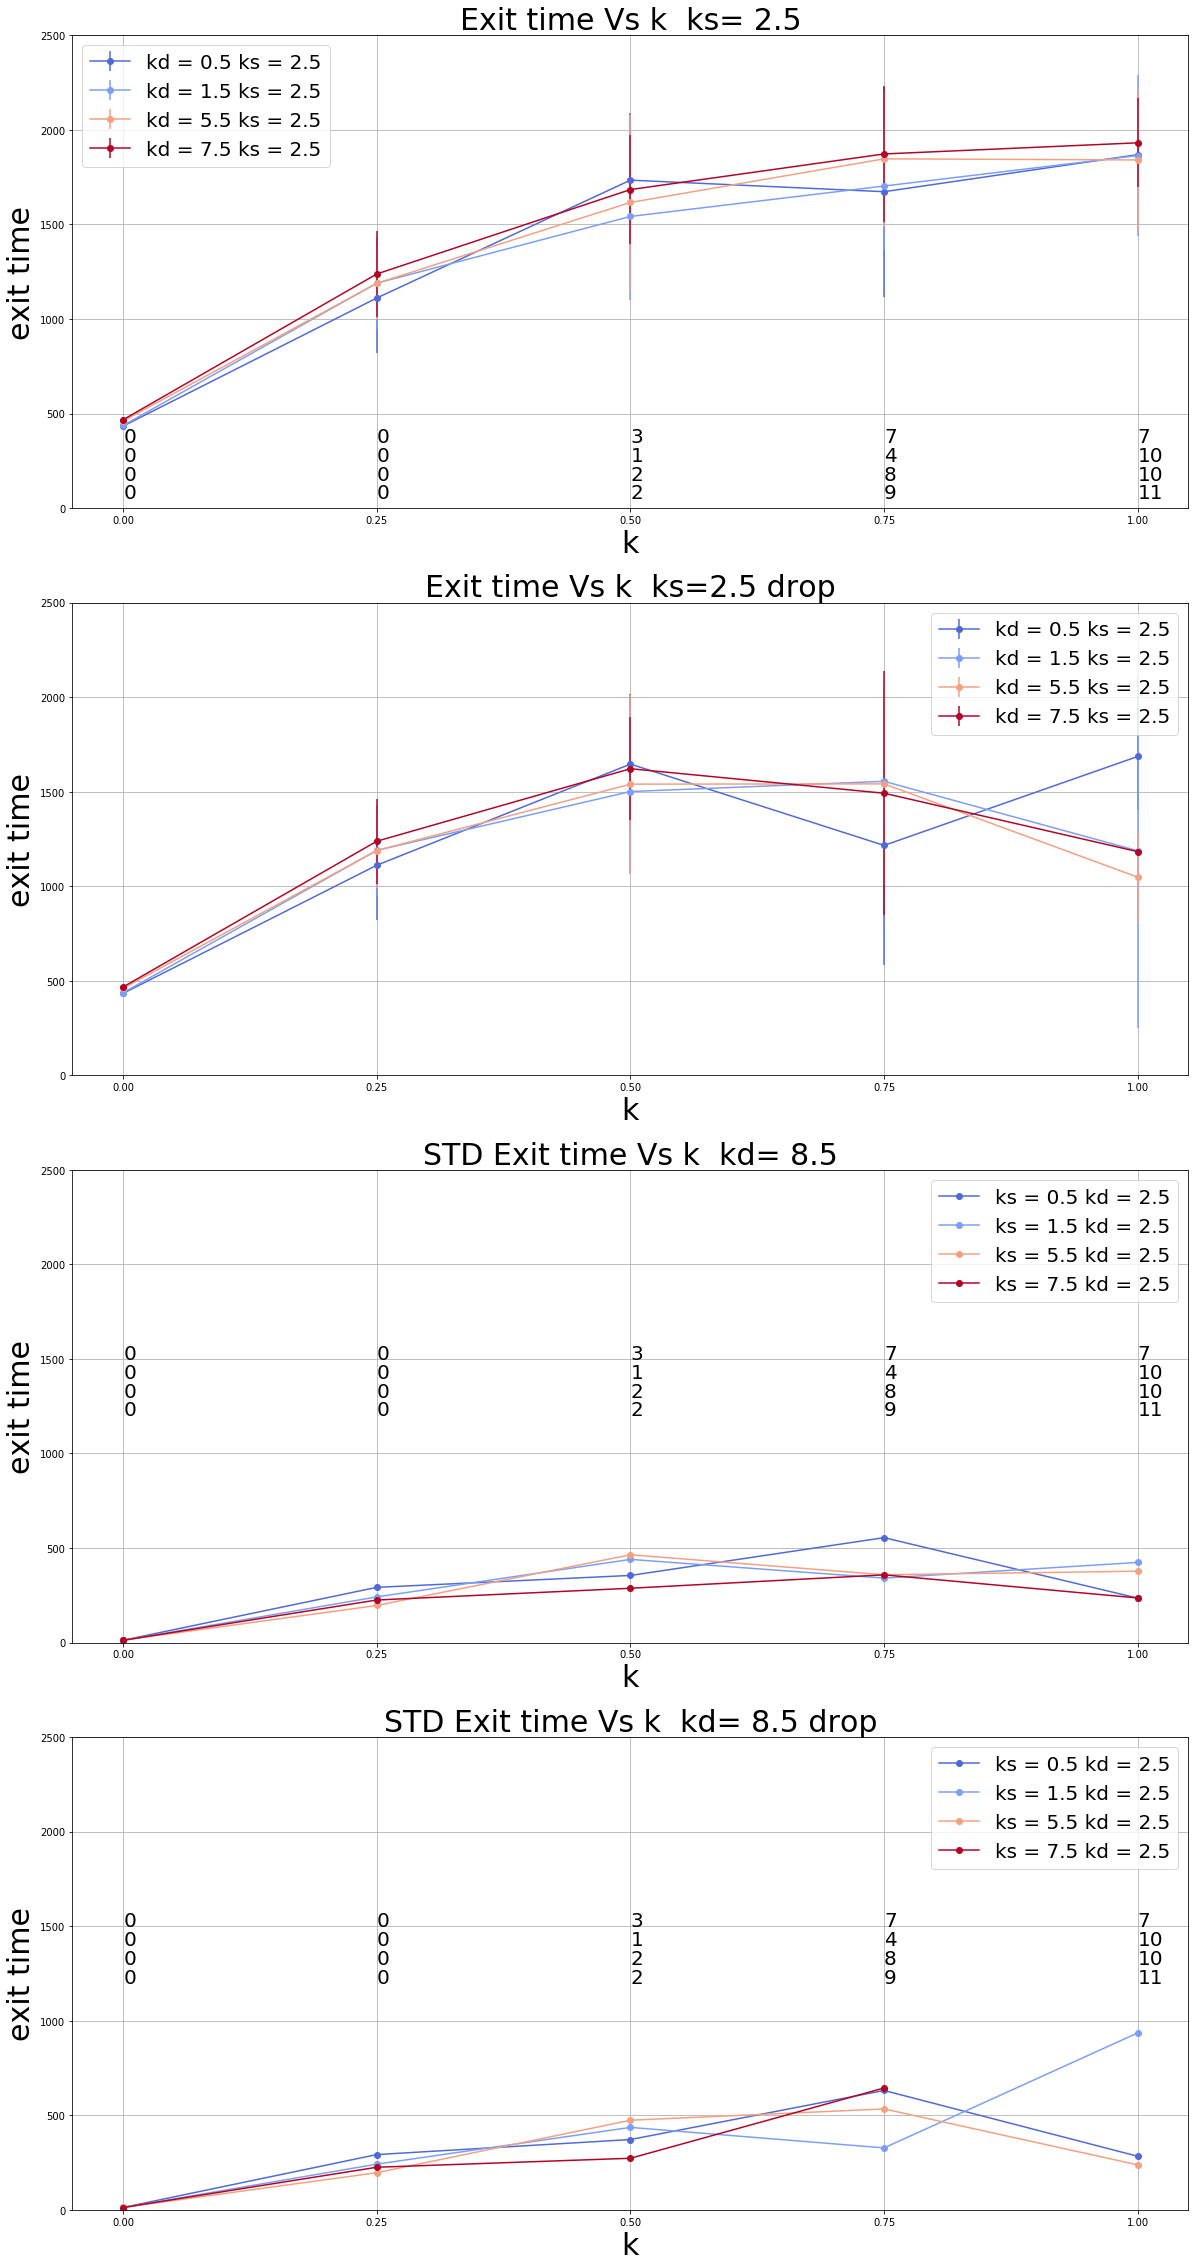 Exit time Vs k  ks= 2.5
2500
2000
1500
1000
500
0
exit time
kd = 0.5 ks = 2.5
kd = 1.5 ks = 2.5
kd = 5.5 ks = 2.5
kd = 7.5 ks = 2.5
0 0 3 7 7
0 0 1 4 10
0 0 2 8 10
0 0 2 9 11
0.00 0.25 0.50 0.75 1.00
k
Exit time Vs k  ks=2.5 drop
2500
2000
1500
1000
500
0
exit time
kd = 0.5 ks = 2.5
kd = 1.5 ks = 2.5
kd = 5.5 ks = 2.5
kd = 7.5 ks = 2.5
0.00 0.25 0.50 0.75 1.00
k
STD Exit time Vs k  kd= 8.5
2500
2000
1500
1000
500
0
exit time
ks = 0.5 kd = 2.5
ks = 1.5 kd = 2.5
ks = 5.5 kd = 2.5
ks = 7.5 kd = 2.5
0 0 3 7 7
0 0 1 4 10
0 0 2 8 10
0 0 2 9 11
0.00 0.25 0.50 0.75 1.00
k
STD Exit time Vs k  kd= 8.5 drop
2500
2000
1500
1000
500
0
exit time
ks = 0.5 kd = 2.5
ks = 1.5 kd = 2.5
ks = 5.5 kd = 2.5
ks = 7.5 kd = 2.5
0 0 3 7 7
0 0 1 4 10
0 0 2 8 10
0 0 2 9 11
0.00 0.25 0.50 0.75 1.00
k